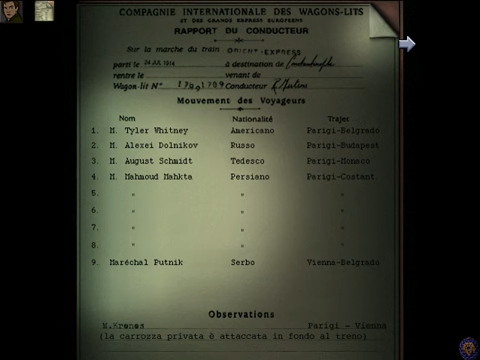 COMPAGNIE INTERNATIONALE DES WAGONS-LITS
ET DES GRANDS EXPRESS EUROPEENS
RAPPORT DU CONDUCTEUR
Sur la marche du train ORIENT-EXPRESS
parti le 24 JUL 1914 à destination de Constantinople
rentre le venant de
Wagon-lit N° Conducteur
Mouvement des Voyageurs
Nom Nationalité Trajet
1. M. Tyler Whitney Americano Parigi-Belgrado
2. M. Alexei Dolnikov Russo Parigi-Budapest
3. M. August Schmidt Tedesco Parigi-Monaco
4. M. Mahmoud Mahkta Persiano Parigi-Costant.
5. " " "
6. " " "
7. " " "
8. " " "
9. Maréchal Putnik Serbo Vienna-Belgrado
Observations
M.Kronos Parigi - Vienna
(la carrozza privata è attaccata in fondo al treno)